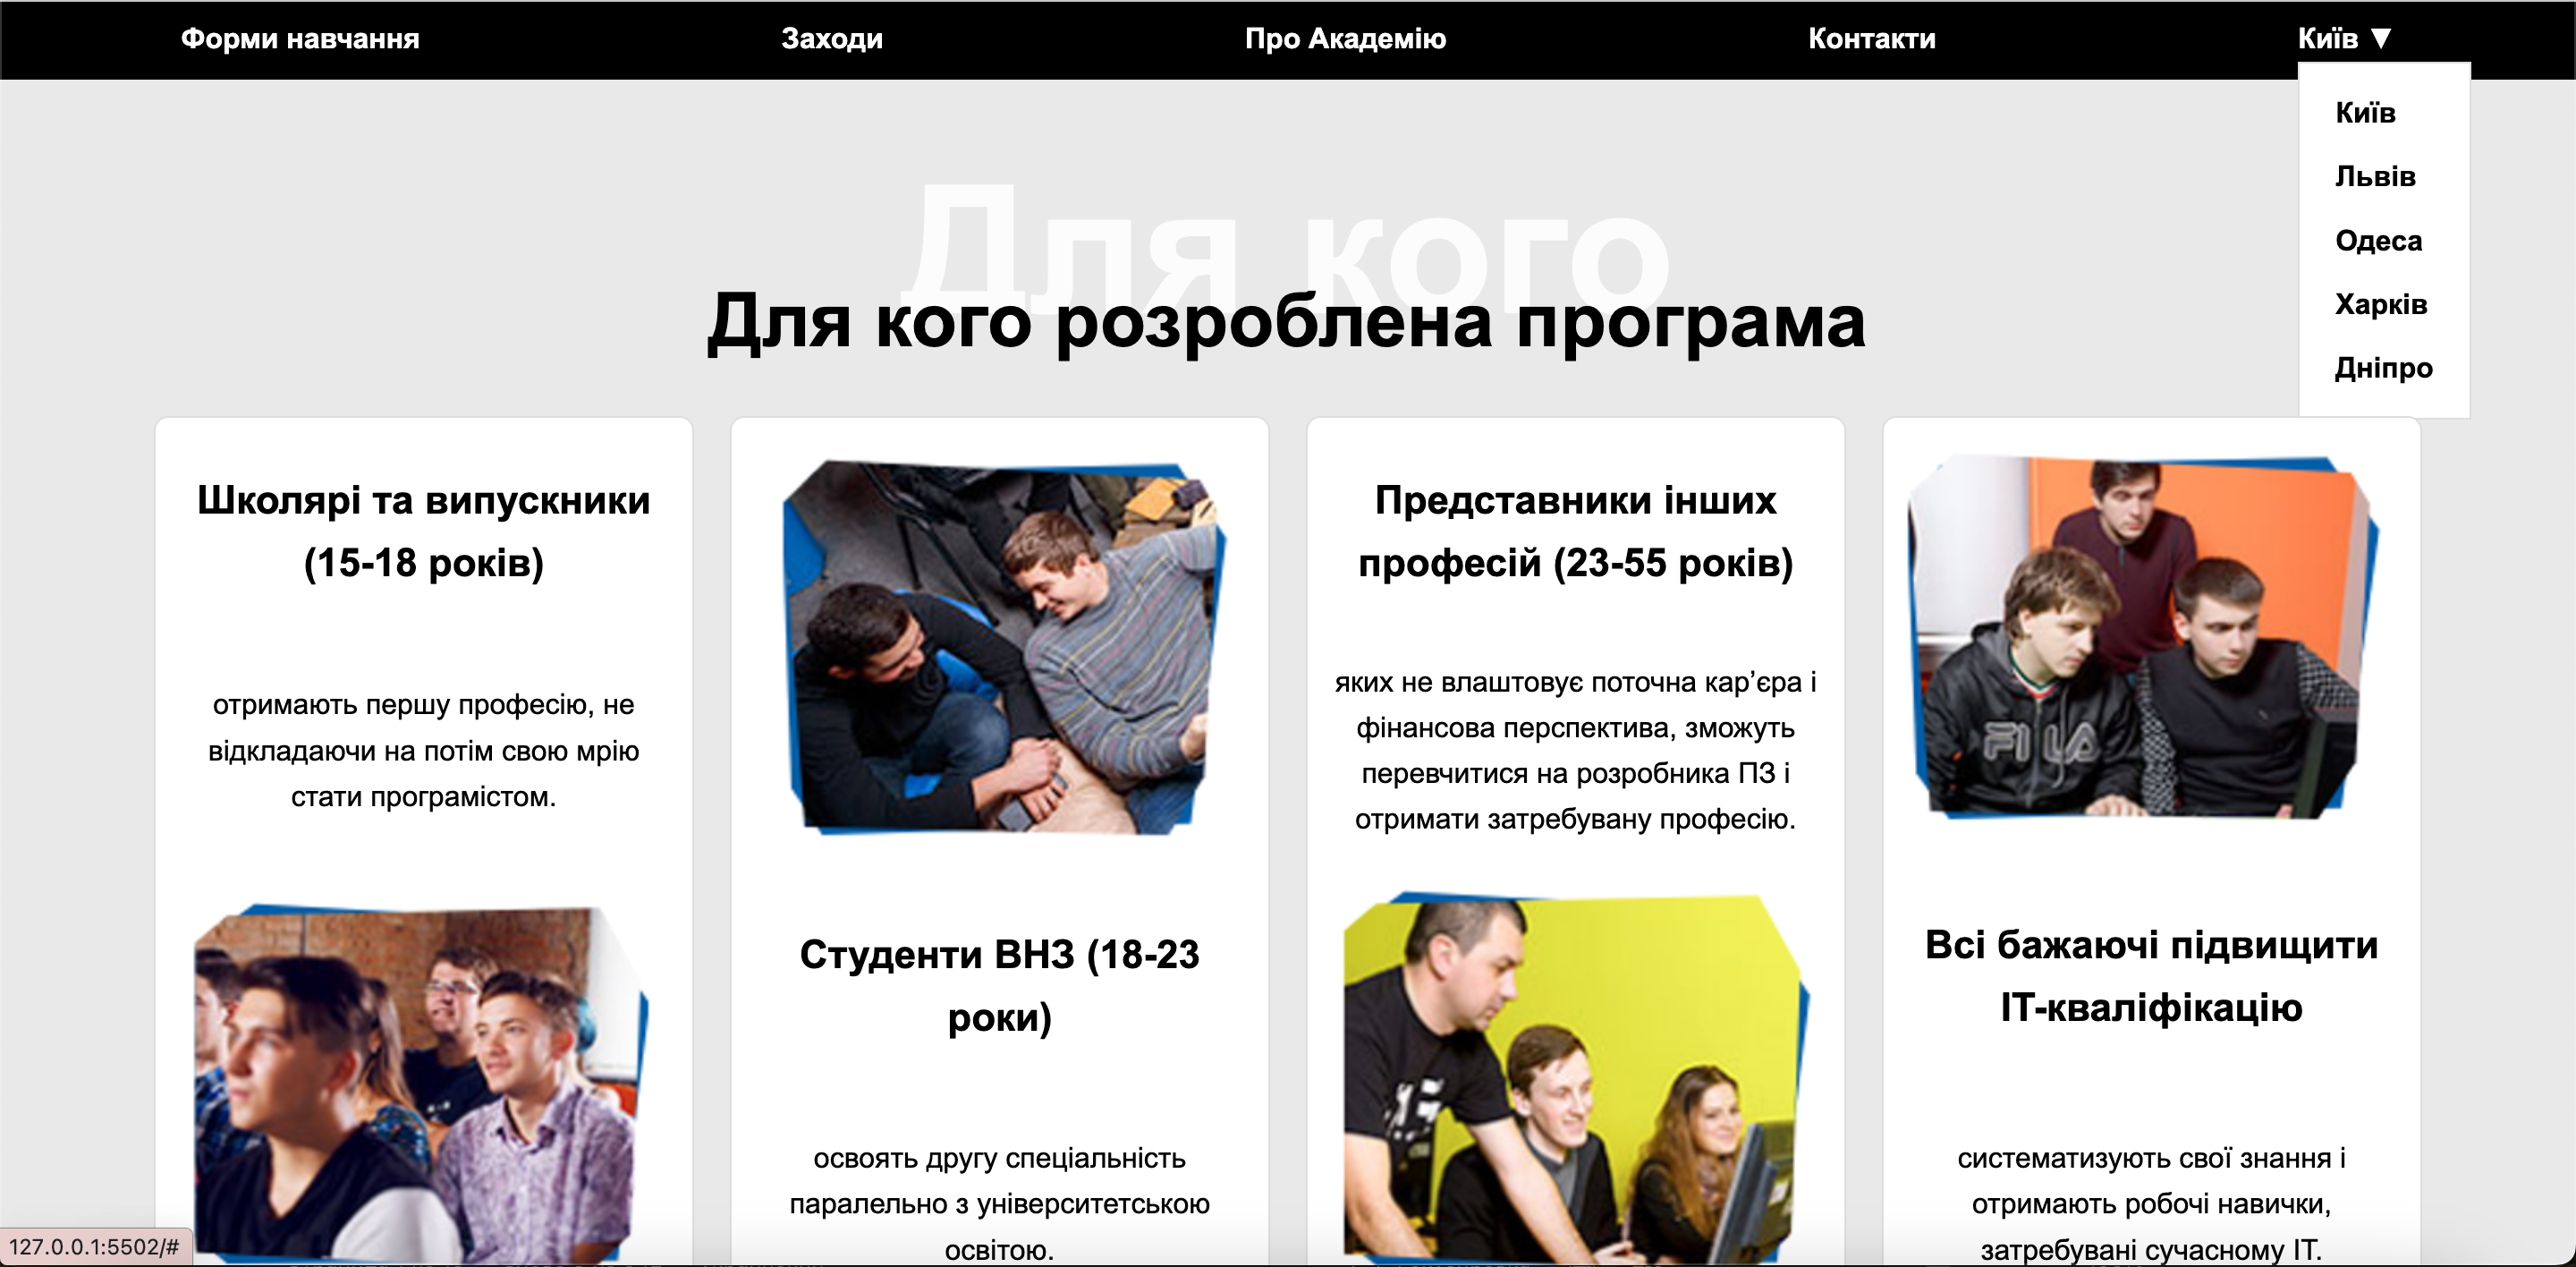 Форми навчання
Заходи
Про Академію
Контакти
Київ ▼
Київ
Львів
Одеса
Харків
Дніпро
Для кого
Для кого розроблена програма
Школярі та випускники
(15-18 років)
отримають першу професію, не
відкладаючи на потім свою мрію
стати програмістом.
Студенти ВНЗ (18-23
роки)
освоять другу спеціальність
паралельно з університетською
освітою.
Представники інших
професій (23-55 років)
яких не влаштовує поточна кар’єра і
фінансова перспектива, зможуть
перевчитися на розробника ПЗ і
отримати затребувану професію.
FILA
Всі бажаючі підвищити
ІТ-кваліфікацію
систематизують свої знання і
отримають робочі навички,
затребувані сучасному ІТ.
127.0.0.1:5502/#